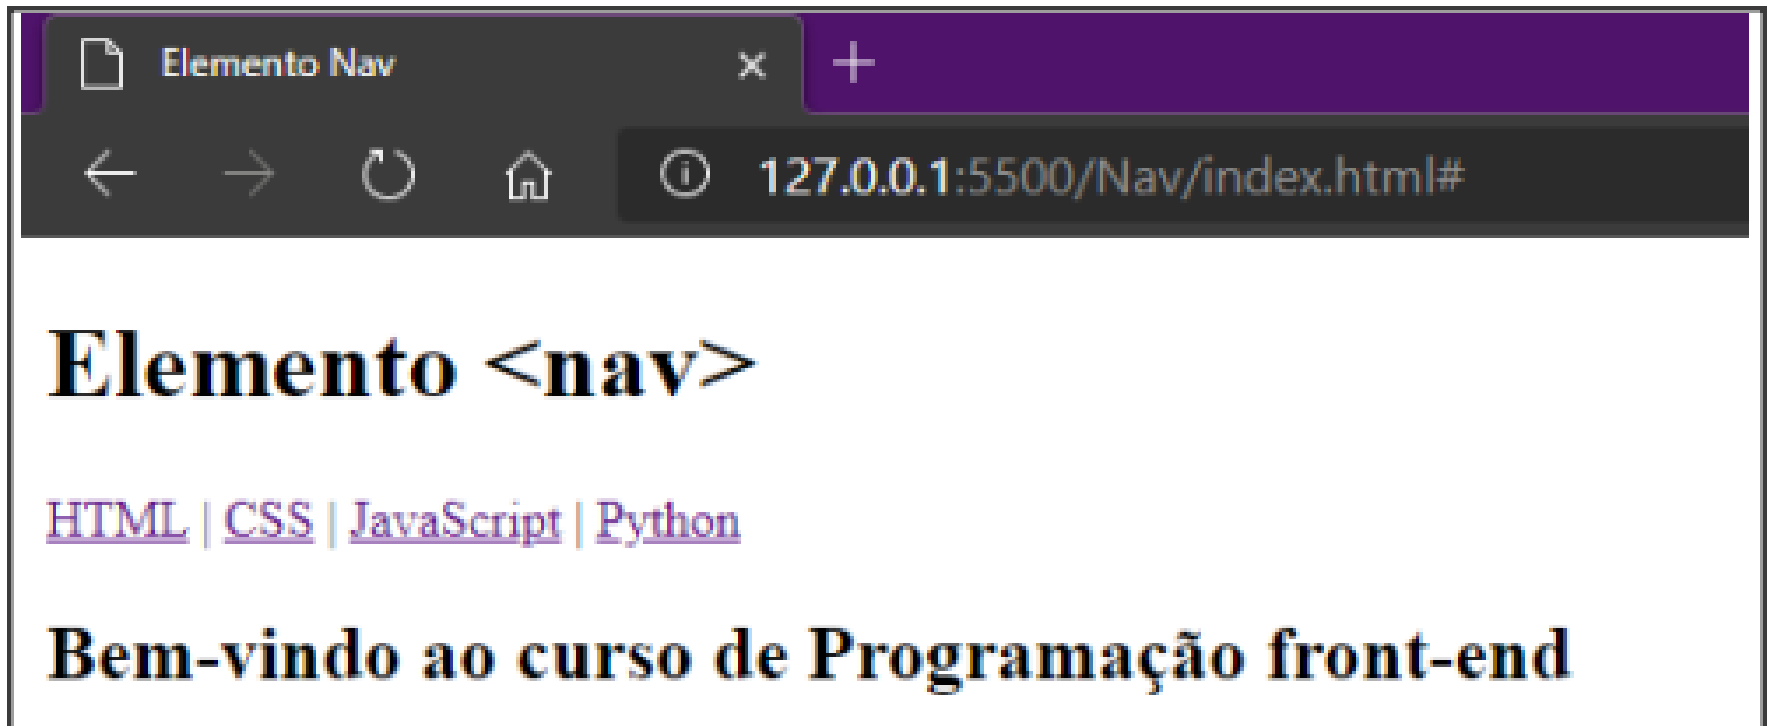 Elemento Nav
127.0.0.1:5500/Nav/index.html#
Elemento <nav>
HTML | CSS | JavaScript | Python
Bem-vindo ao curso de Programação front-end